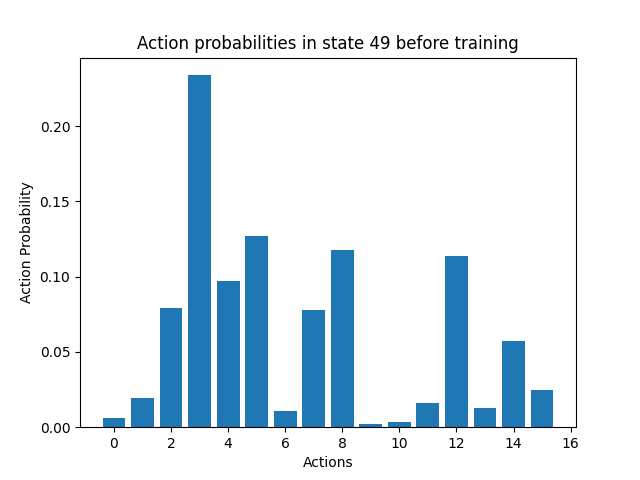 Action probabilities in state 49 before training
Action Probability
0.20
0.15
0.10
0.05
0.00
0 2 4 6 8 10 12 14 16
Actions